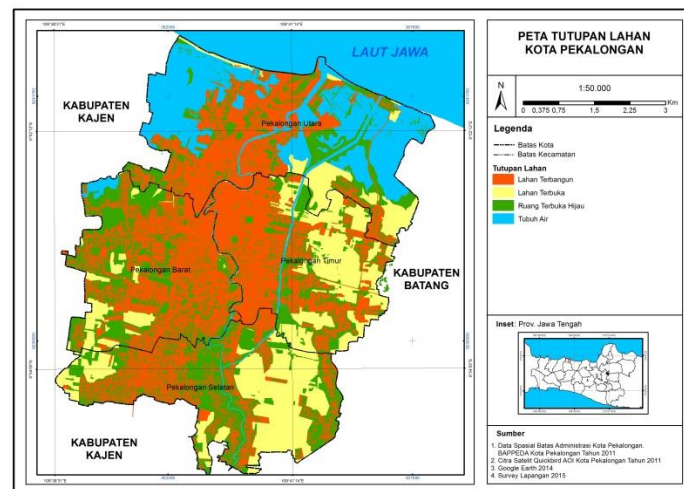 PETA TUTUPAN LAHAN
KOTA PEKALONGAN
N
1:50.000
Km
0 0,375 0,75 1,5 2,25 3
Legenda
Batas Kota
Batas Kecamatan
Tutupan Lahan
Lahan Terbangun
Lahan Terbuka
Ruang Terbuka Hijau
Tubuh Air
Inset: Prov. Jawa Tengah
Sumber
1. Data Spasial Batas Administrasi Kota Pekalongan.
BAPPEDA Kota Pekalongan Tahun 2011
2. Citra Satelit Quickbird AOI Kota Pekalongan Tahun 2011
3. Google Earth 2014
4. Survey Lapangan 2015
LAUT JAWA
KABUPATEN
KAJEN
Pekalongan Utara
Pekalongan Barat
Pekalongan Timur
KABUPATEN
BATANG
Pekalongan Selatan
KABUPATEN
KAJEN